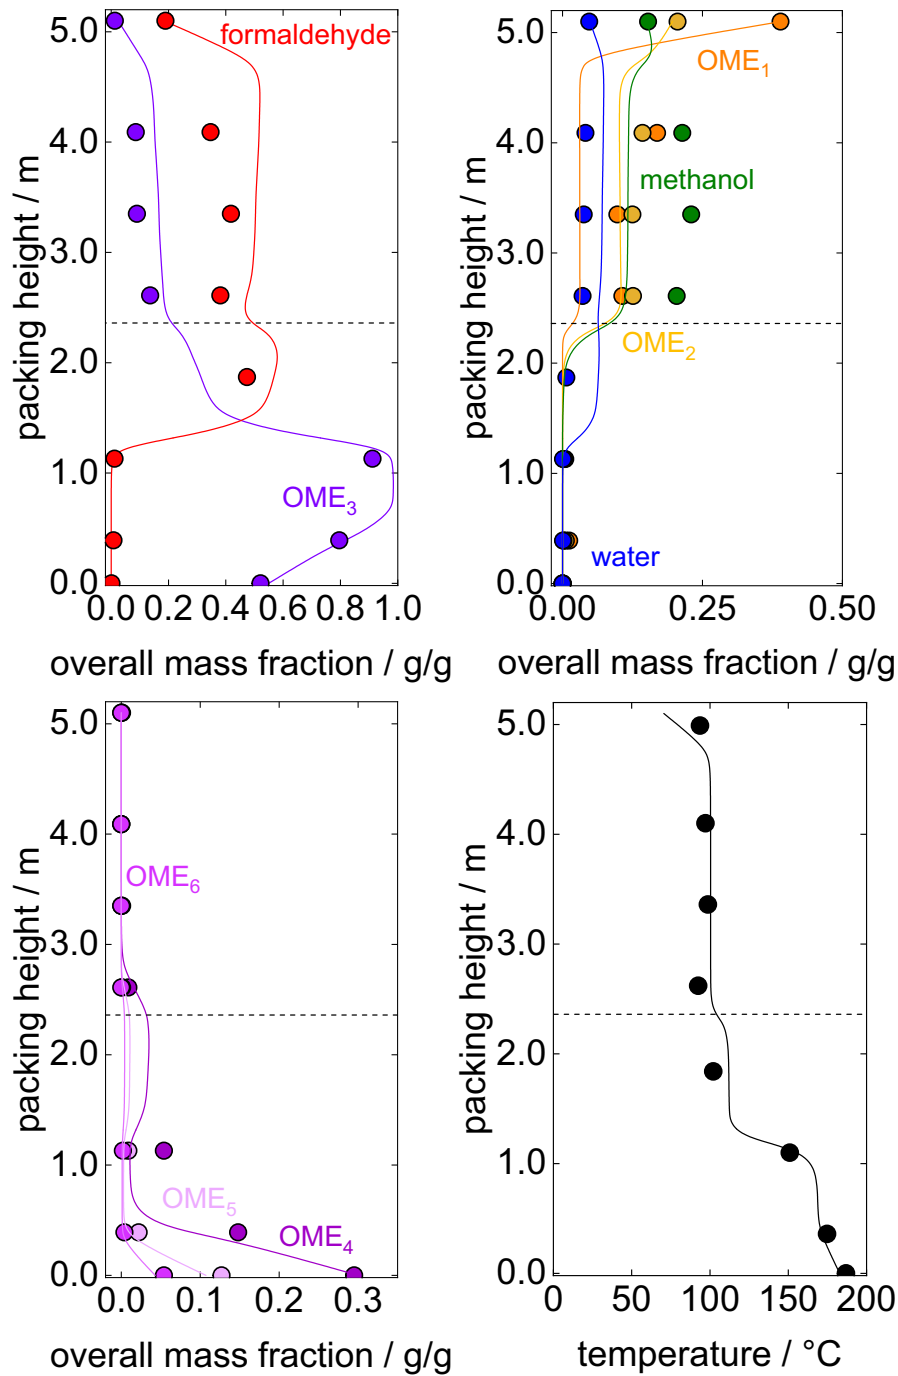 5.0
4.0
3.0
2.0
1.0
0.0
packing height / m
formaldehyde
OME₃
0.0 0.2 0.4 0.6 0.8 1.0
overall mass fraction / g/g
5.0
4.0
3.0
2.0
1.0
0.0
packing height / m
OME₁
methanol
OME₂
water
0.00 0.25 0.50
overall mass fraction / g/g
5.0
4.0
3.0
2.0
1.0
0.0
packing height / m
OME₆
OME₅
OME₄
0.0 0.1 0.2 0.3
overall mass fraction / g/g
5.0
4.0
3.0
2.0
1.0
0.0
packing height / m
0 50 100 150 200
temperature / °C